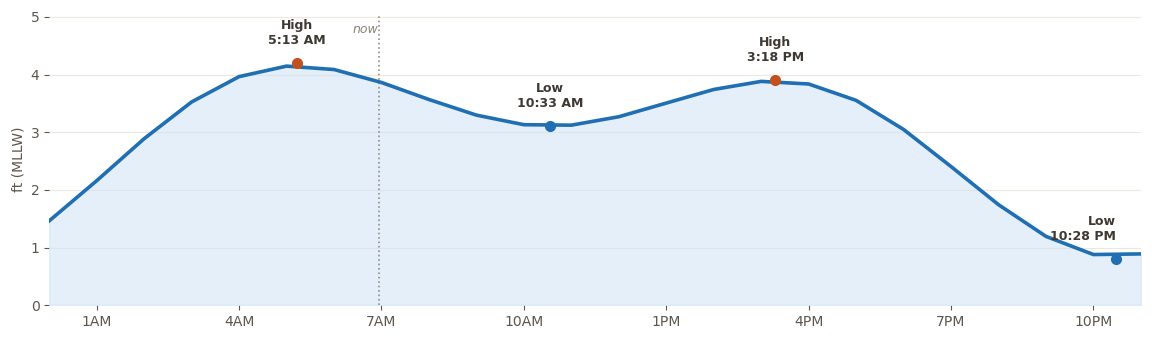 High
5:13 AM
now
Low
10:33 AM
High
3:18 PM
Low
10:28 PM
ft (MLLW)
5
4
3
2
1
0
1AM
4AM
7AM
10AM
1PM
4PM
7PM
10PM